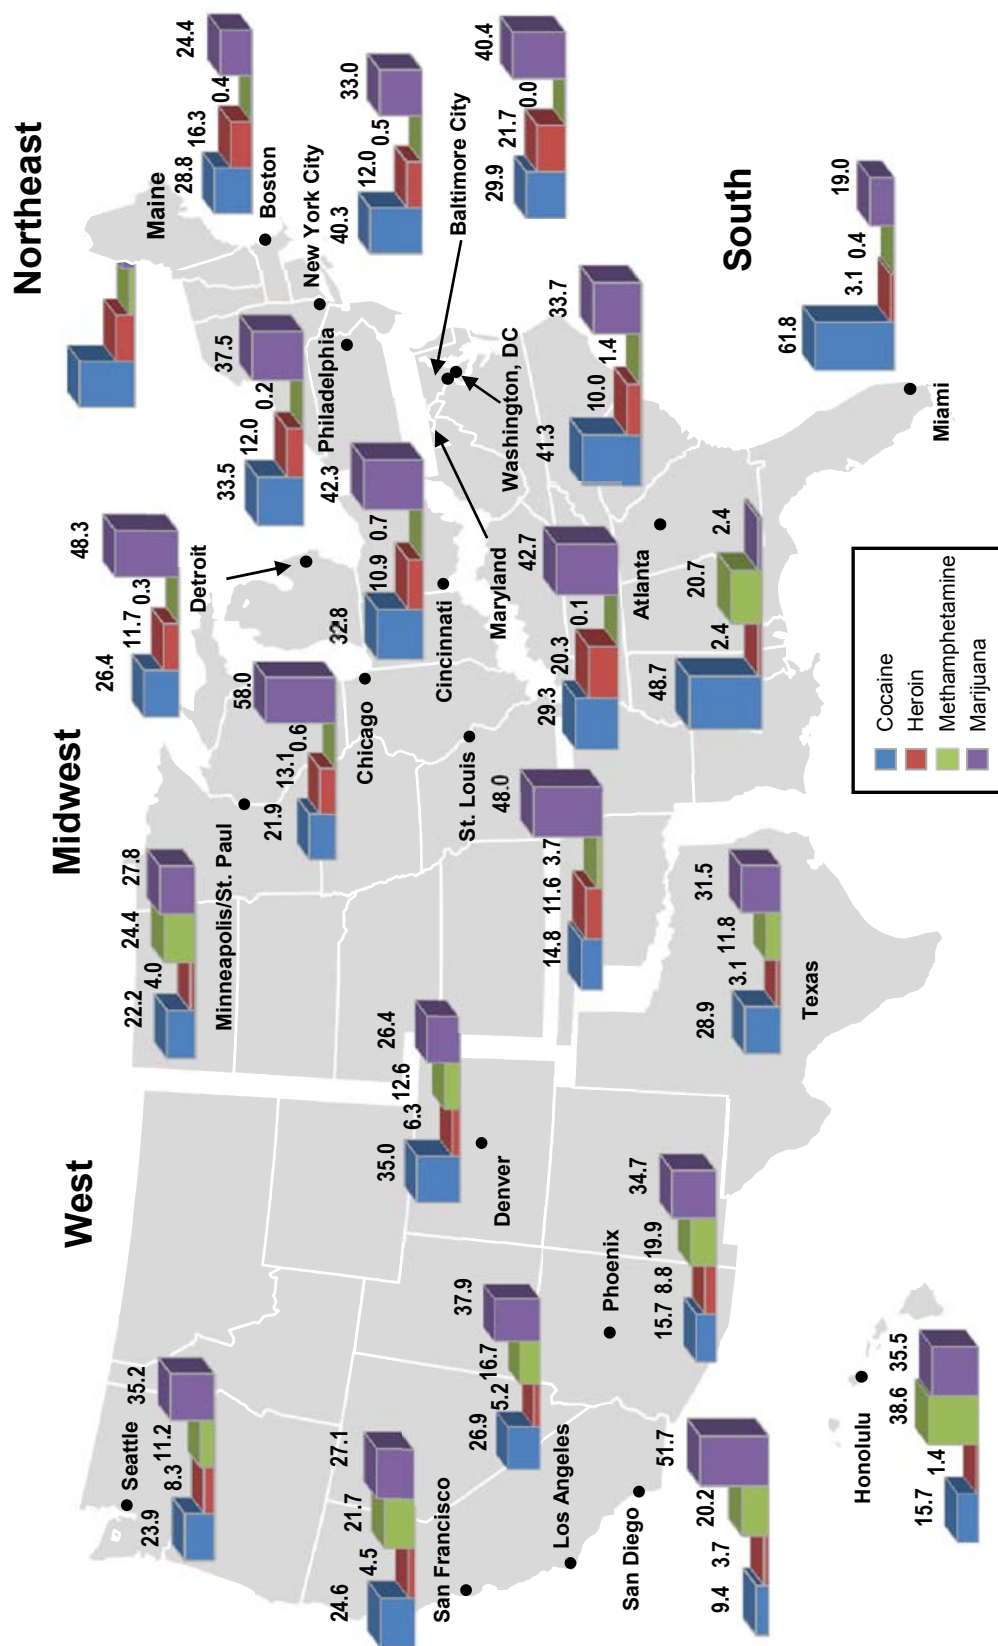 West
Midwest
Northeast
South
Seattle
23.9
8.3
11.2
35.2
San Francisco
24.6
4.5
21.7
27.1
Los Angeles
26.9
5.2
16.7
37.9
San Diego
9.4
3.7
20.2
51.7
Phoenix
15.7
8.8
19.9
34.7
Honolulu
15.7
1.4
38.6
35.5
Denver
35.0
6.3
12.6
26.4
Minneapolis/St. Paul
22.2
4.0
24.4
27.8
Chicago
21.9
13.1
0.6
58.0
Detroit
26.4
11.7
0.3
48.3
St. Louis
14.8
11.6
3.7
48.0
Cincinnati
32.8
10.9
0.7
42.3
Texas
28.9
3.1
11.8
31.5
Maine
Boston
28.8
16.3
0.4
24.4
New York City
40.3
12.0
0.5
33.0
Philadelphia
33.5
12.0
0.2
37.5
Baltimore City
29.9
21.7
0.0
40.4
Washington, DC
41.3
10.0
1.4
33.7
Maryland
29.3
20.3
0.1
42.7
Atlanta
48.7
2.4
20.7
2.4
Miami
61.8
3.1
0.4
19.0
Cocaine
Heroin
Methamphetamine
Marijuana